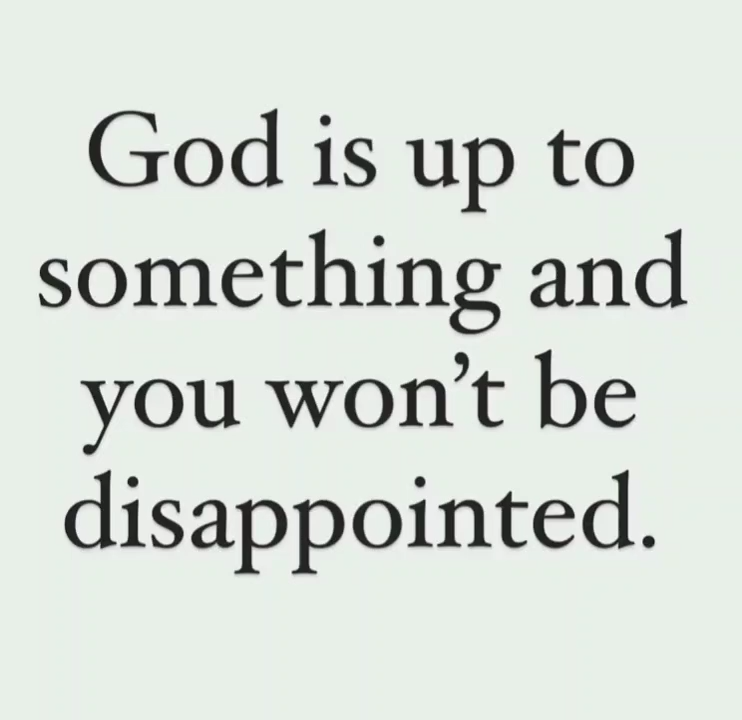 God is up to
something and
you won’t be
disappointed.